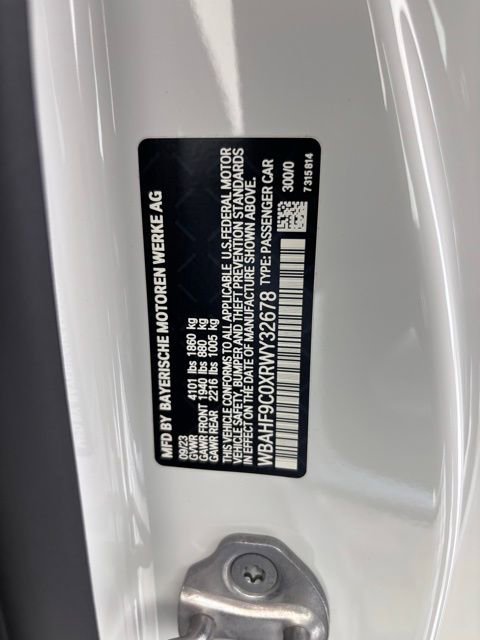 MFD BY BAYERISCHE MOTOREN WERKE AG
09/23
GVWR 4101 lbs 1860 kg
GAWR FRONT 1940 lbs 880 kg
GAWR REAR 2216 lbs 1005 kg
THIS VEHICLE CONFORMS TO ALL APPLICABLE U.S.FEDERAL MOTOR
VEHICLE SAFETY, BUMPER AND THEFT PREVENTION STANDARDS
IN EFFECT ON THE DATE OF MANUFACTURE SHOWN ABOVE.
WBAHF9C0XRWY32678 TYPE: PASSENGER CAR
300/0
7 315 814